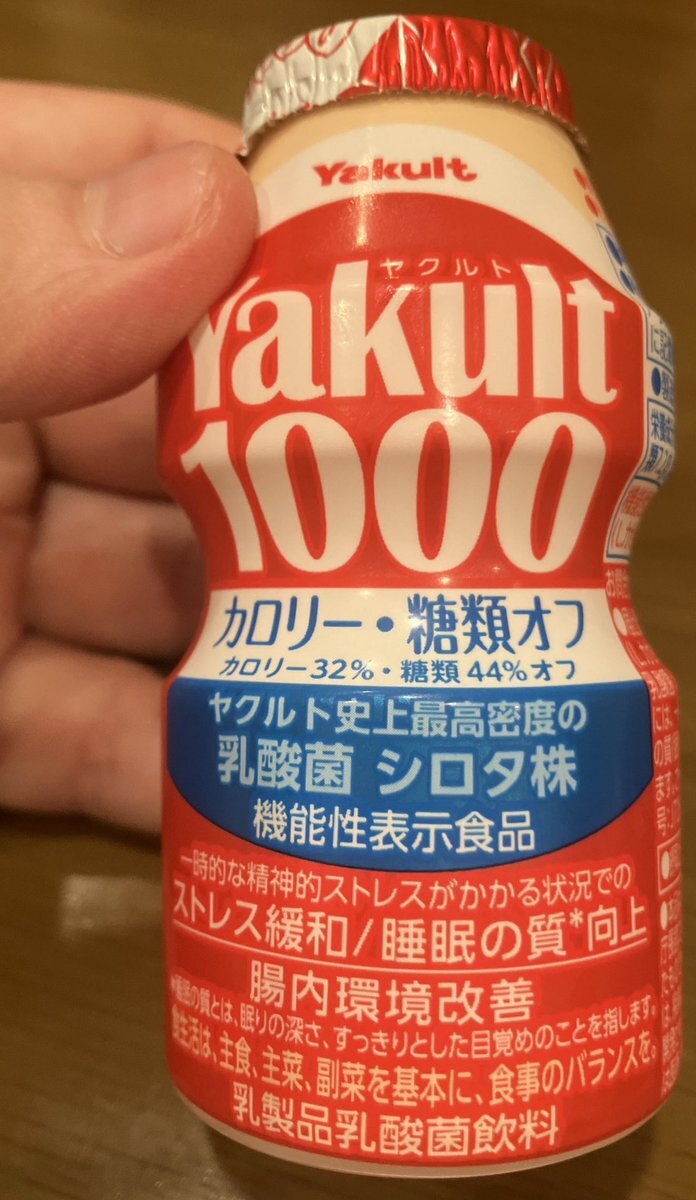 Yakult
ヤクルト
Yakult
1000
カロリー・糖類オフ
カロリー32%・糖類44%オフ
ヤクルト史上最高密度の
乳酸菌 シロタ株
機能性表示食品
一時的な精神的ストレスがかかる状況での
ストレス緩和/睡眠の質*向上
腸内環境改善
*睡眠の質とは、眠りの深さ、すっきりとした目覚めのことを指します。
食生活は、主食、主菜、副菜を基本に、食事のバランスを。
乳製品乳酸菌飲料